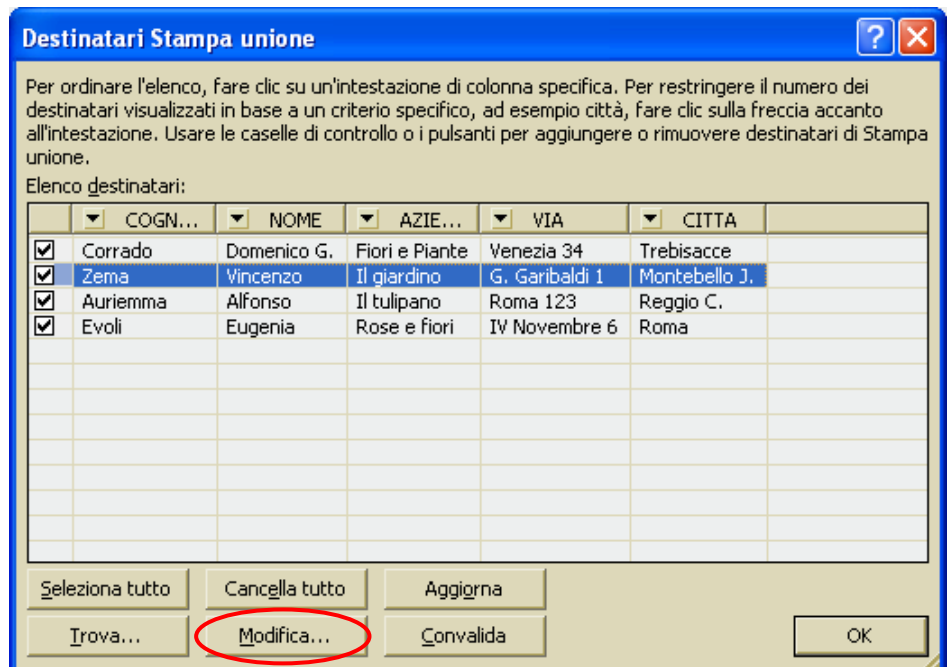 Destinatari Stampa unione
Per ordinare l'elenco, fare clic su un'intestazione di colonna specifica. Per restringere il numero dei
destinatari visualizzati in base a un criterio specifico, ad esempio città, fare clic sulla freccia accanto
all'intestazione. Usare le caselle di controllo o i pulsanti per aggiungere o rimuovere destinatari di Stampa
unione.
Elenco destinatari:
COGN... NOME AZIE... VIA CITTA
Corrado Domenico G. Fiori e Piante Venezia 34 Trebisacce
Zema Vincenzo Il giardino G. Garibaldi 1 Montebello J.
Auriemma Alfonso Il tulipano Roma 123 Reggio C.
Evoli Eugenia Rose e fiori IV Novembre 6 Roma
Seleziona tutto Cancella tutto Aggiorna
Trova... Modifica... Convalida OK